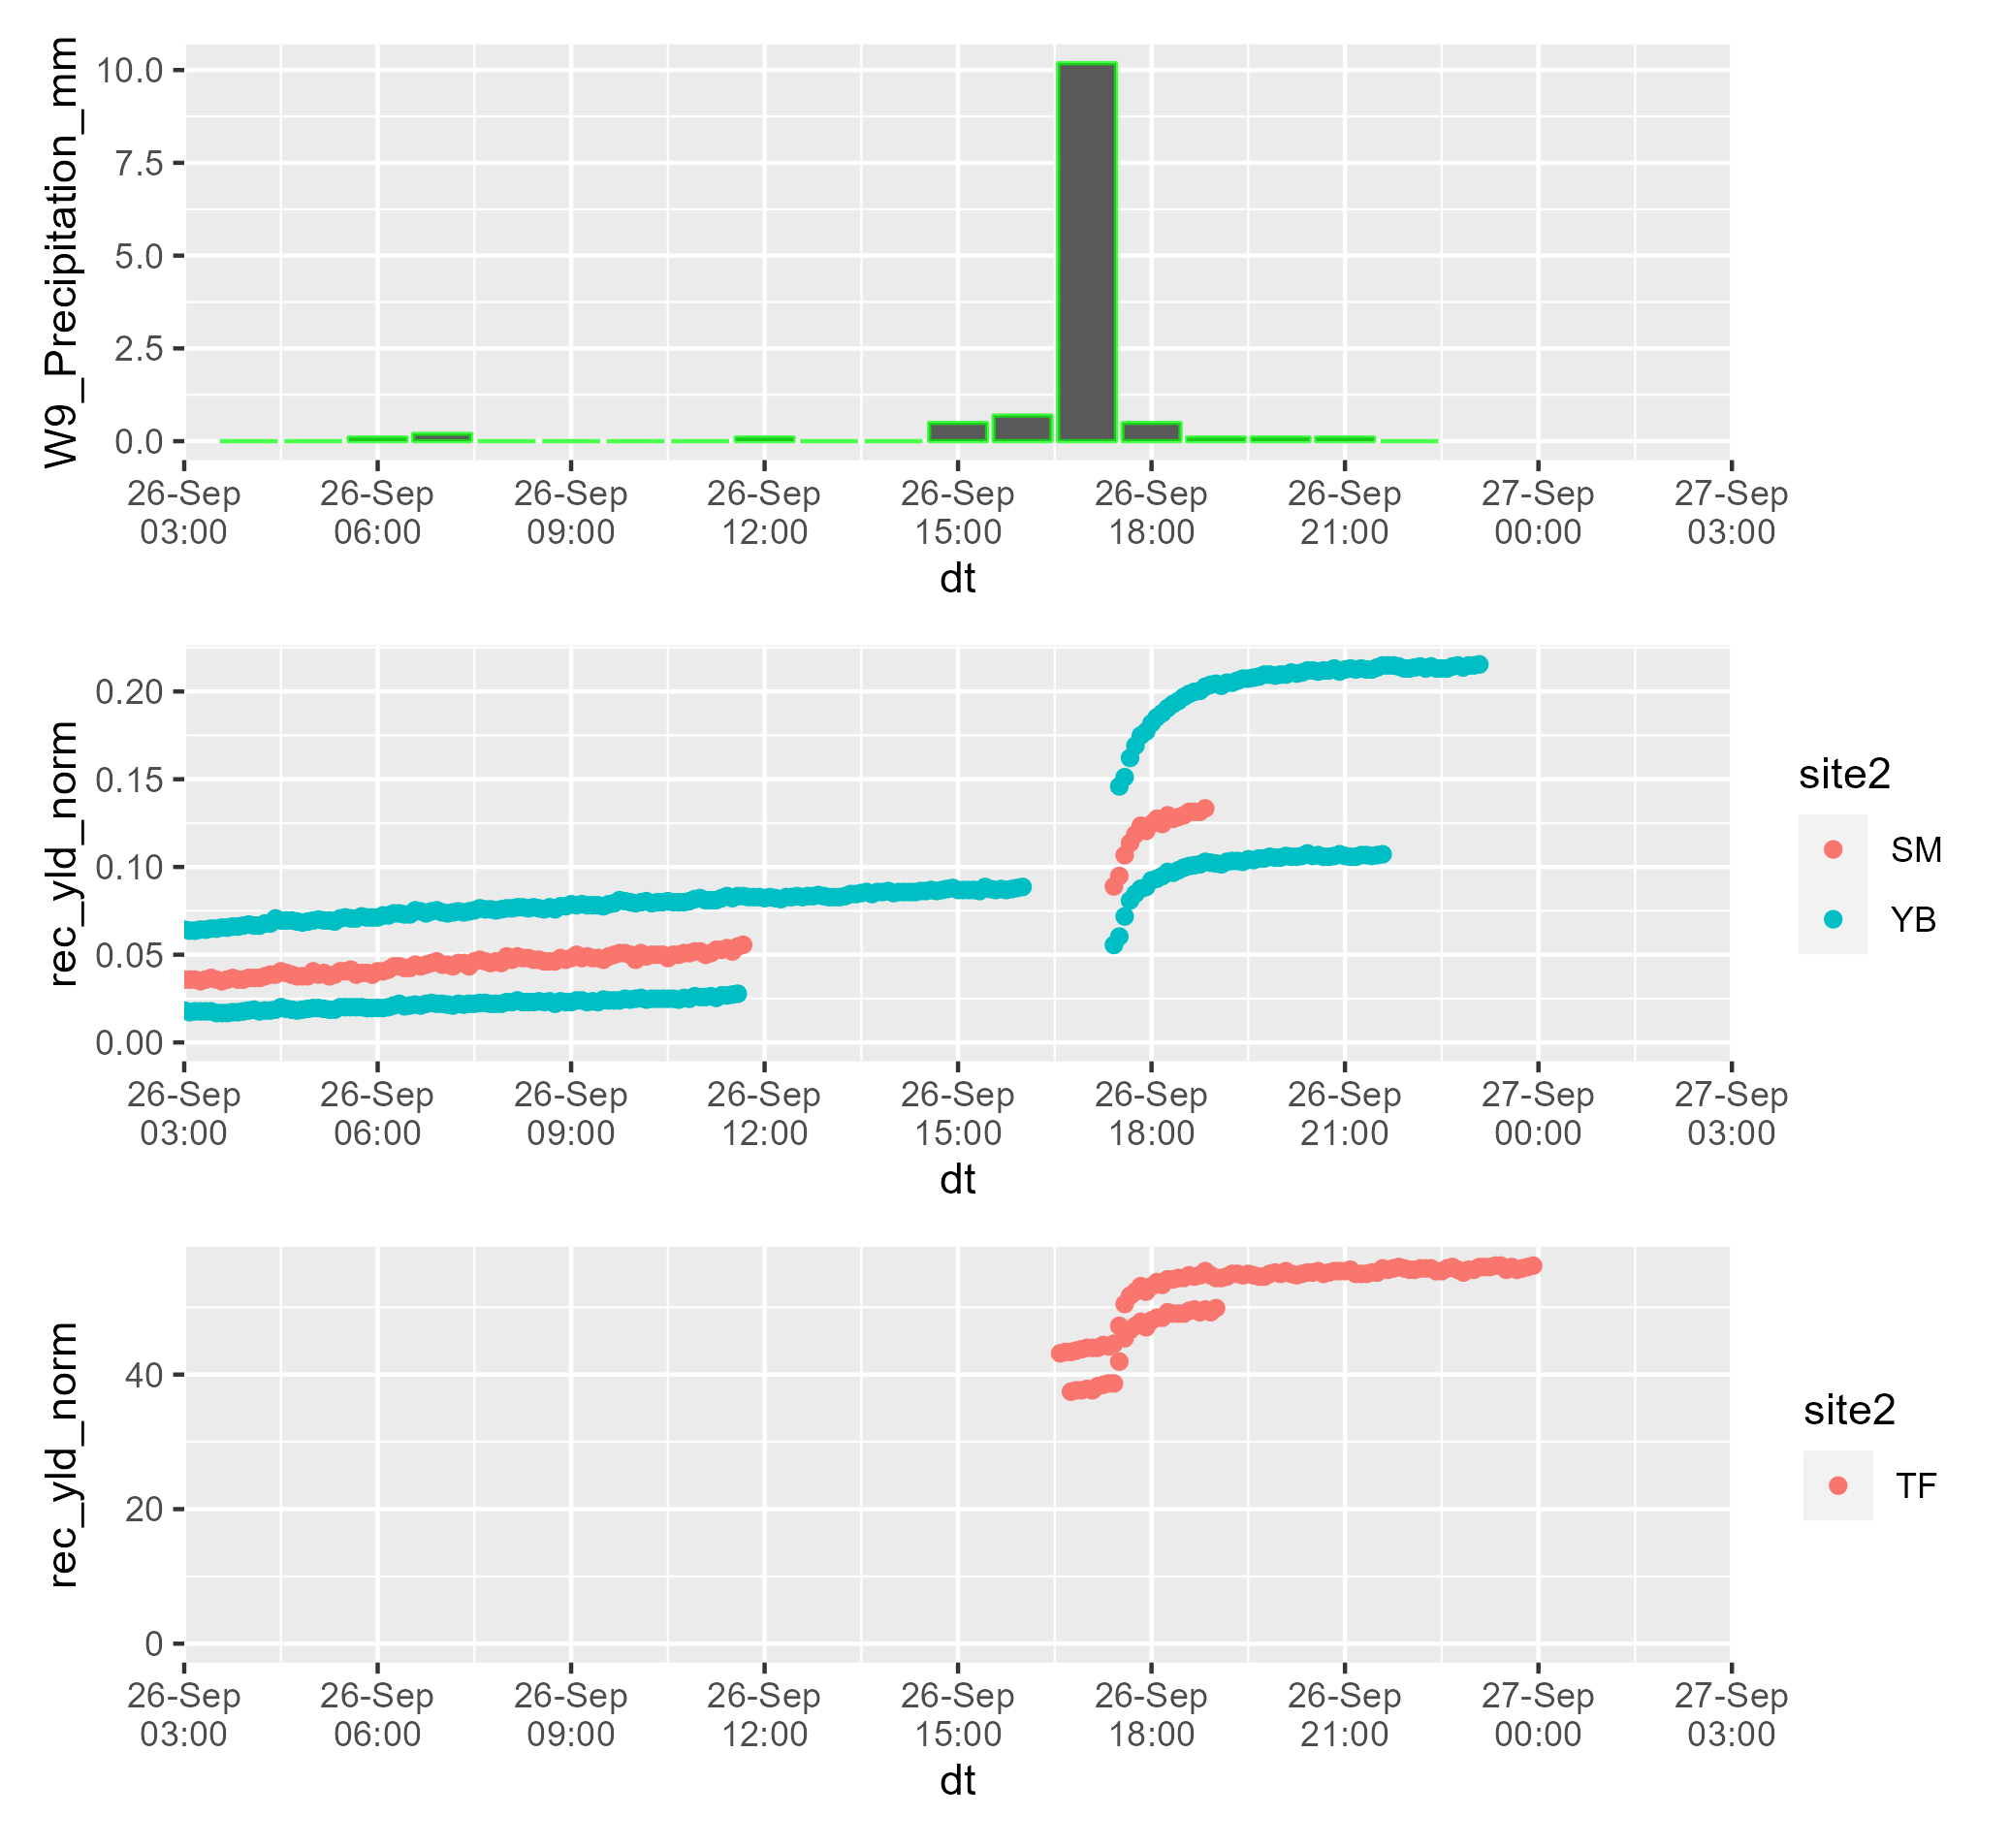 W9_Precipitation_mm
10.0
7.5
5.0
2.5
0.0
26-Sep 26-Sep 26-Sep 26-Sep 26-Sep 26-Sep 26-Sep 27-Sep 27-Sep
03:00 06:00 09:00 12:00 15:00 18:00 21:00 00:00 03:00
dt
rec_yld_norm
0.20
0.15
0.10
0.05
0.00
26-Sep 26-Sep 26-Sep 26-Sep 26-Sep 26-Sep 26-Sep 27-Sep 27-Sep
03:00 06:00 09:00 12:00 15:00 18:00 21:00 00:00 03:00
dt
site2
SM
YB
rec_yld_norm
40
20
0
26-Sep 26-Sep 26-Sep 26-Sep 26-Sep 26-Sep 26-Sep 27-Sep 27-Sep
03:00 06:00 09:00 12:00 15:00 18:00 21:00 00:00 03:00
dt
site2
TF